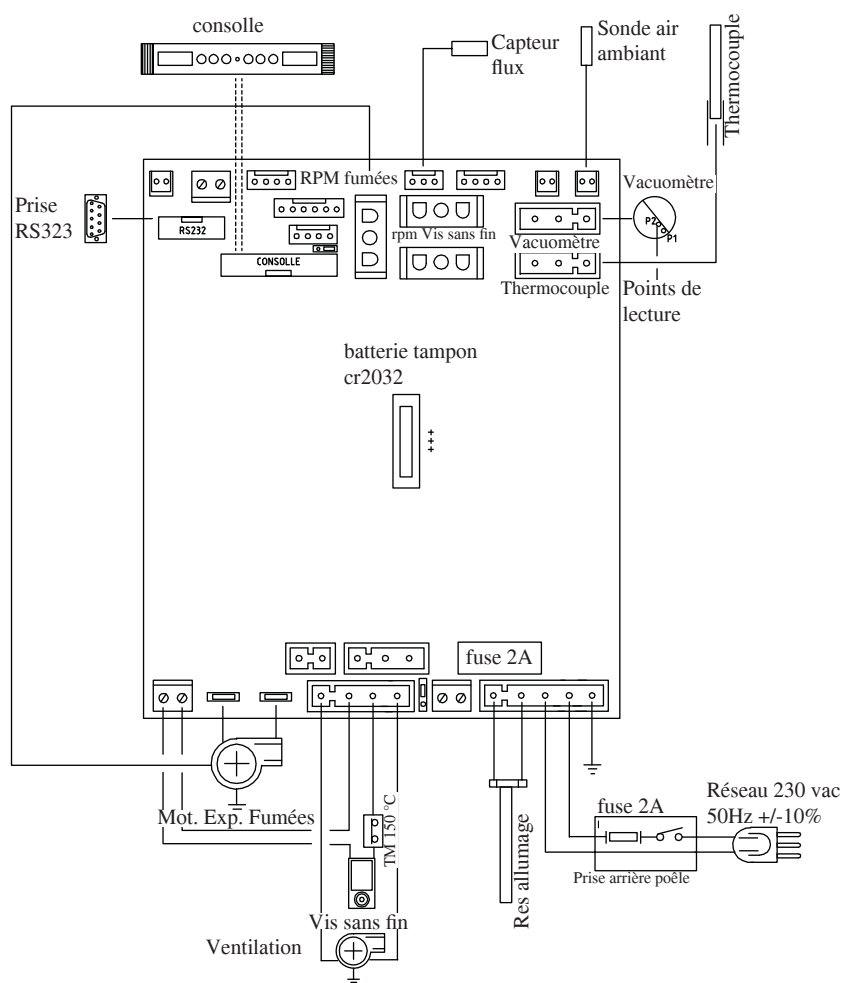 consolle
Capteur
flux
Sonde air
ambiant
Thermocouple
RPM fumées
Vacuomètre
Prise
RS323
RS232
rpm Vis sans fin
Vacuomètre
P2
P1
CONSOLLE
Thermocouple
Points de
lecture
batterie tampon
cr2032
+++
fuse 2A
Mot. Exp. Fumées
TM 150 °C
Res allumage
fuse 2A
Réseau 230 vac
50Hz +/-10%
Prise arrière poêle
Vis sans fin
Ventilation